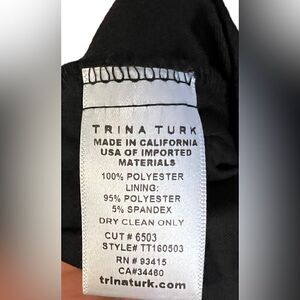 TRINA TURK
MADE IN CALIFORNIA
USA OF IMPORTED
MATERIALS
100% POLYESTER
LINING:
95% POLYESTER
5% SPANDEX
DRY CLEAN ONLY
CUT # 6503
STYLE# TT160503
RN # 93415
CA#34460
trinaturk.com